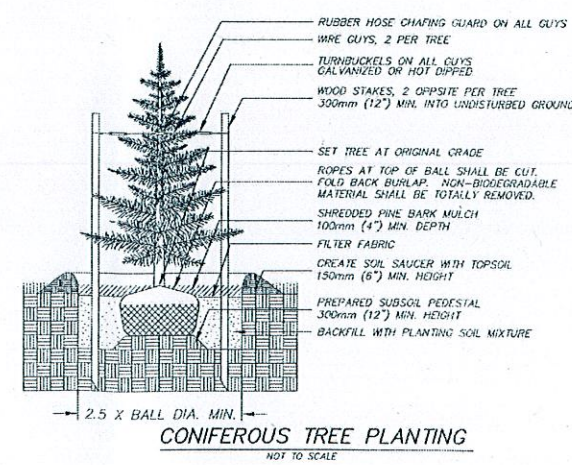 RUBBER HOSE CHAFING GUARD ON ALL GUYS
WIRE GUYS, 2 PER TREE
TURNBUCKELS ON ALL GUYS
GALVANIZED OR HOT DIPPED
WOOD STAKES, 2 OPPOSITE PER TREE
300mm (12") MIN. INTO UNDISTURBED GROUND
SET TREE AT ORIGINAL GRADE
ROPES AT TOP OF BALL SHALL BE CUT.
FOLD BACK BURLAP. NON-BIODEGRADABLE
MATERIAL SHALL BE TOTALLY REMOVED.
SHREDDED PINE BARK MULCH
100mm (4") MIN. DEPTH
FILTER FABRIC
CREATE SOIL SAUCER WITH TOPSOIL
150mm (6") MIN. HEIGHT
PREPARED SUBSOIL PEDESTAL
300mm (12") MIN. HEIGHT
BACKFILL WITH PLANTING SOIL MIXTURE
2.5 X BALL DIA. MIN.
CONIFEROUS TREE PLANTING
NOT TO SCALE